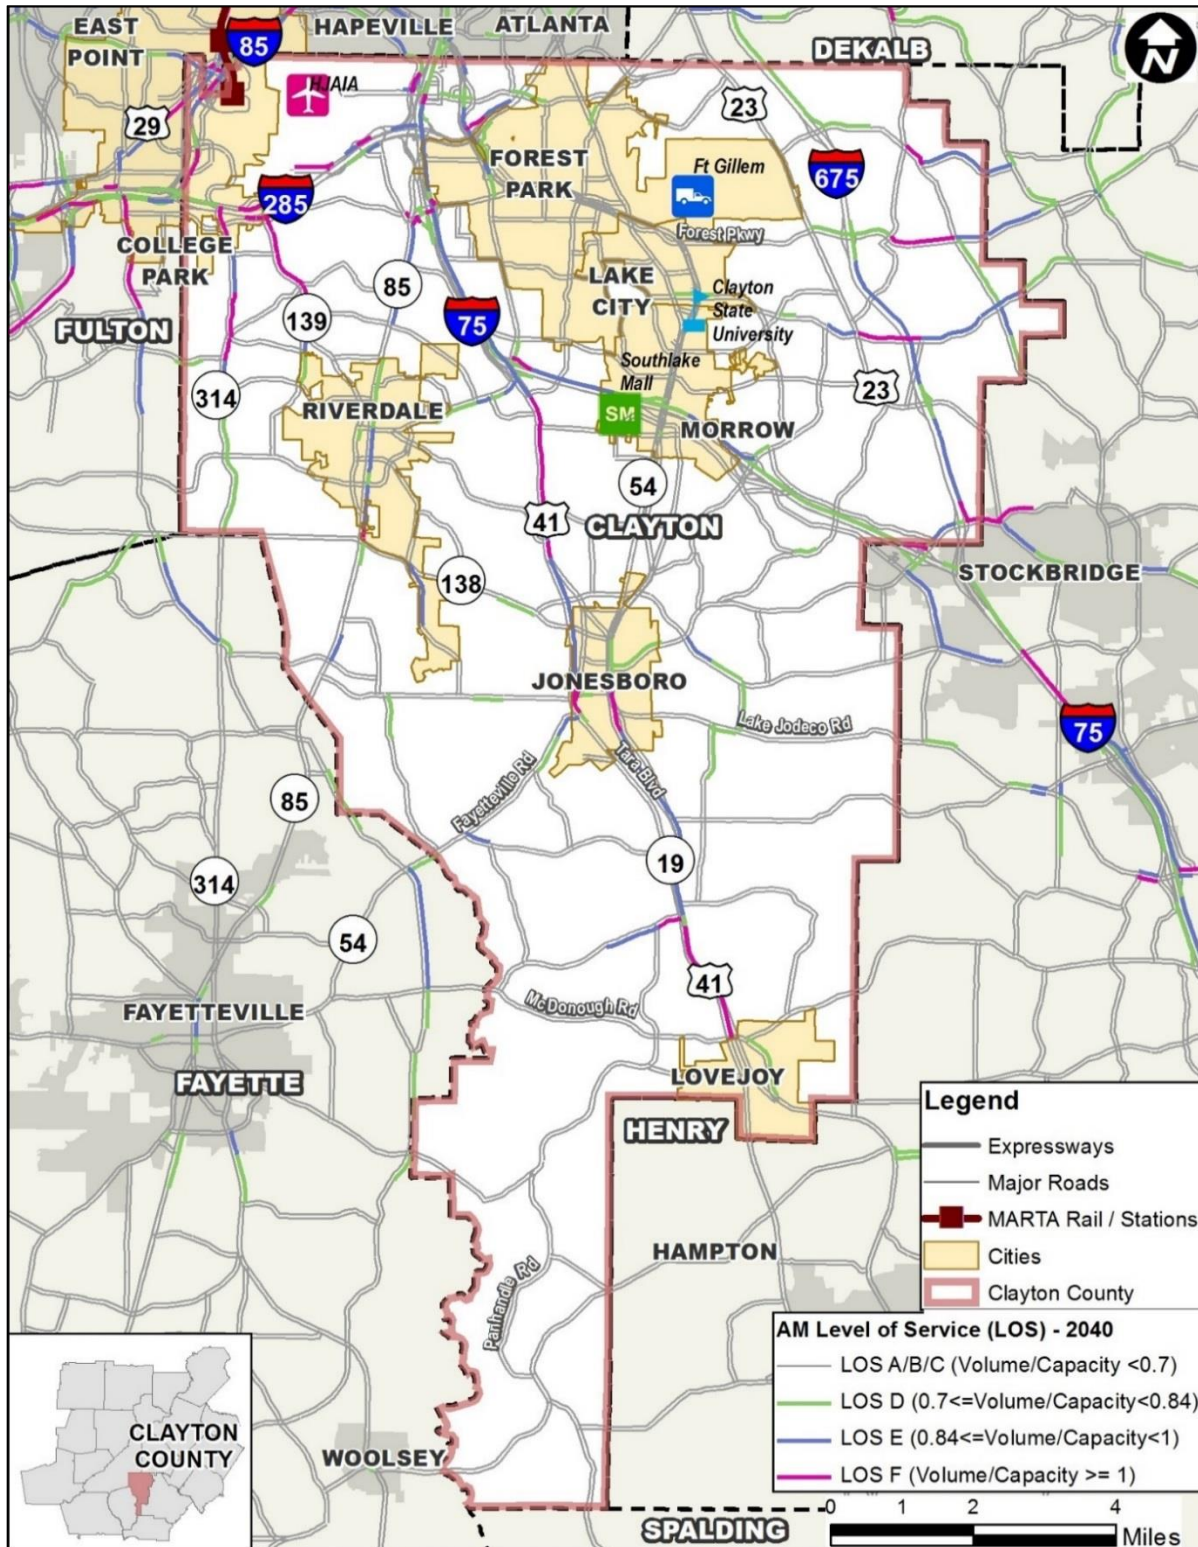 EAST
POINT
85
HAPEVILLE
ATLANTA
N
DEKALB
HJAIA
29
23
FOREST
PARK
Ft Gillem
675
285
COLLEGE
PARK
Forest Pkwy
FULTON
85
LAKE
CITY
Clayton
State
University
139
75
Southlake
Mall
314
23
RIVERDALE
SM
MORROW
54
41
CLAYTON
STOCKBRIDGE
138
JONESBORO
Lake Jodeco Rd
75
Fayetteville Rd
Tara Blvd
85
19
314
54
41
McDonough Rd
FAYETTEVILLE
FAYETTE
LOVEJOY
HENRY
HAMPTON
Panhandle Rd
WOOLSEY
SPALDING
Legend
Expressways
Major Roads
MARTA Rail / Stations
Cities
Clayton County
AM Level of Service (LOS) - 2040
LOS A/B/C (Volume/Capacity <0.7)
LOS D (0.7<=Volume/Capacity<0.84)
LOS E (0.84<=Volume/Capacity<1)
LOS F (Volume/Capacity >= 1)
0 1 2 4
Miles
CLAYTON
COUNTY